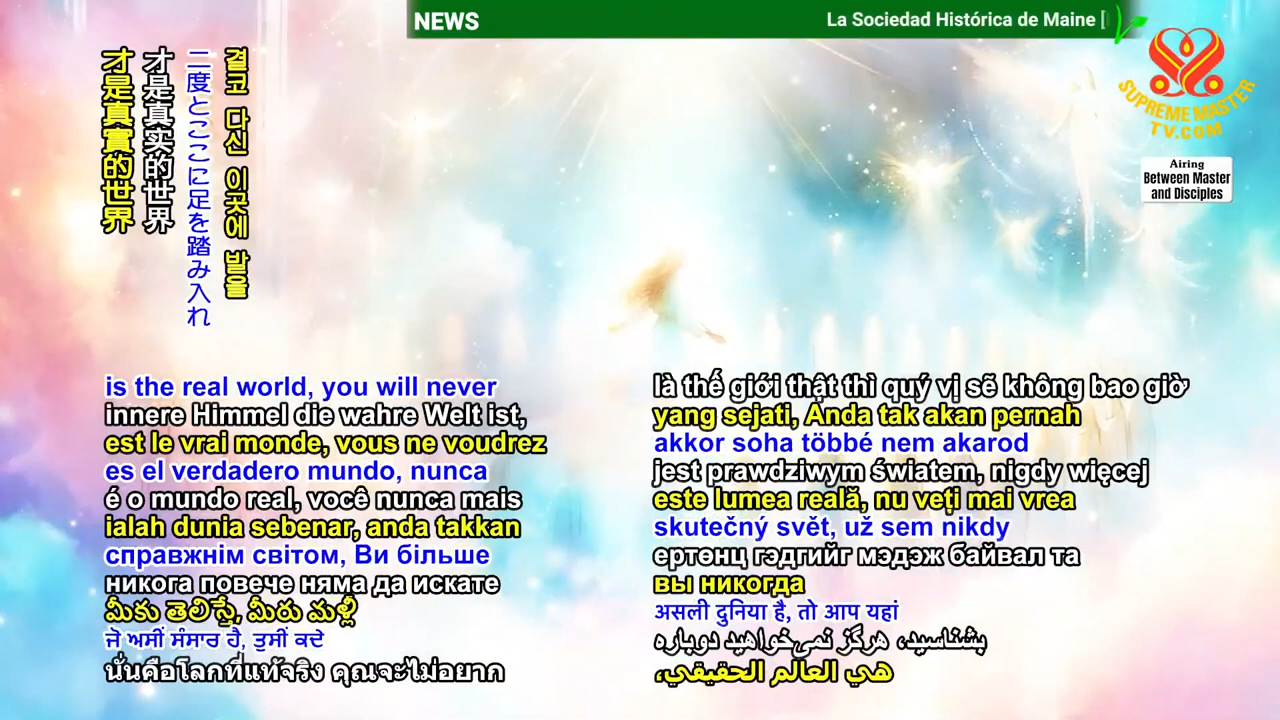 NEWS
La Sociedad Histórica de Maine [
SUPREME MASTER
TV.COM
Airing
Between Master
and Disciples
결코 다신 이곳에 발을
二度とここに足を踏み入れ
才是真实的世界
才是真實的世界
is the real world, you will never
innere Himmel die wahre Welt ist,
est le vrai monde, vous ne voudrez
es el verdadero mundo, nunca
é o mundo real, você nunca mais
ialah dunia sebenar, anda takkan
справжнім світом, Ви більше
никога повече няма да искате
మీకు తెలిస్తే, మీరు మళ్లీ
ਜੋ ਅਸੀਂ ਸੰਸਾਰ ਹੈ, ਤੁਸੀਂ ਕਦੇ
นั่นคือโลกที่แท้จริง คุณจะไม่อยาก
là thế giới thật thì quý vị sẽ không bao giờ
yang sejati, Anda tak akan pernah
akkor soha többé nem akarod
jest prawdziwym światem, nigdy więcej
este lumea reală, nu veți mai vrea
skutečný svět, už sem nikdy
ертөнц гэдгийг мэдэж байвал та
вы никогда
असली दुनिया है, तो आप यहां
بشناسید، هرگز نمی‌خواهید دوباره
هي العالم الحقيقي،